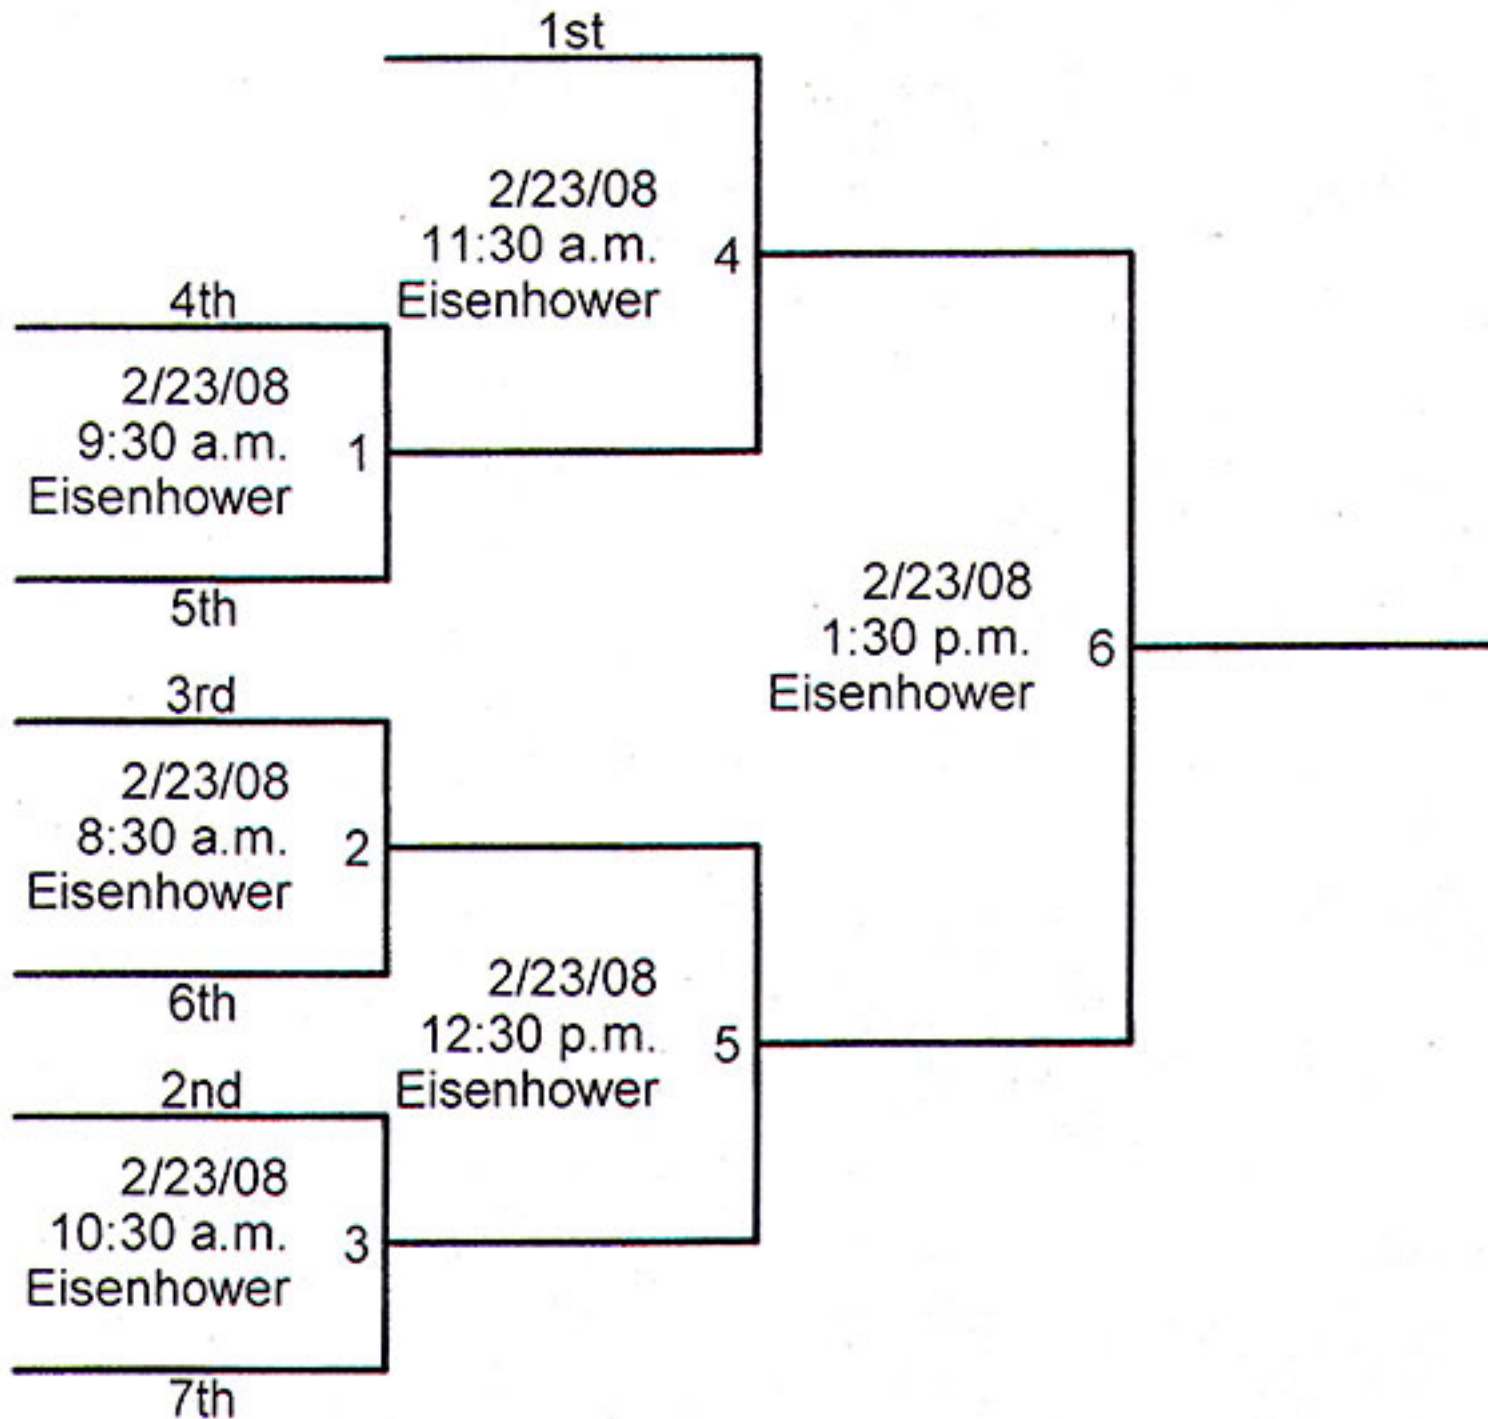 1st
2/23/08
11:30 a.m.
Eisenhower
4
4th
2/23/08
9:30 a.m.
Eisenhower
1
5th
2/23/08
1:30 p.m.
Eisenhower
6
3rd
2/23/08
8:30 a.m.
Eisenhower
2
6th
2/23/08
12:30 p.m.
Eisenhower
5
2nd
2/23/08
10:30 a.m.
Eisenhower
3
7th